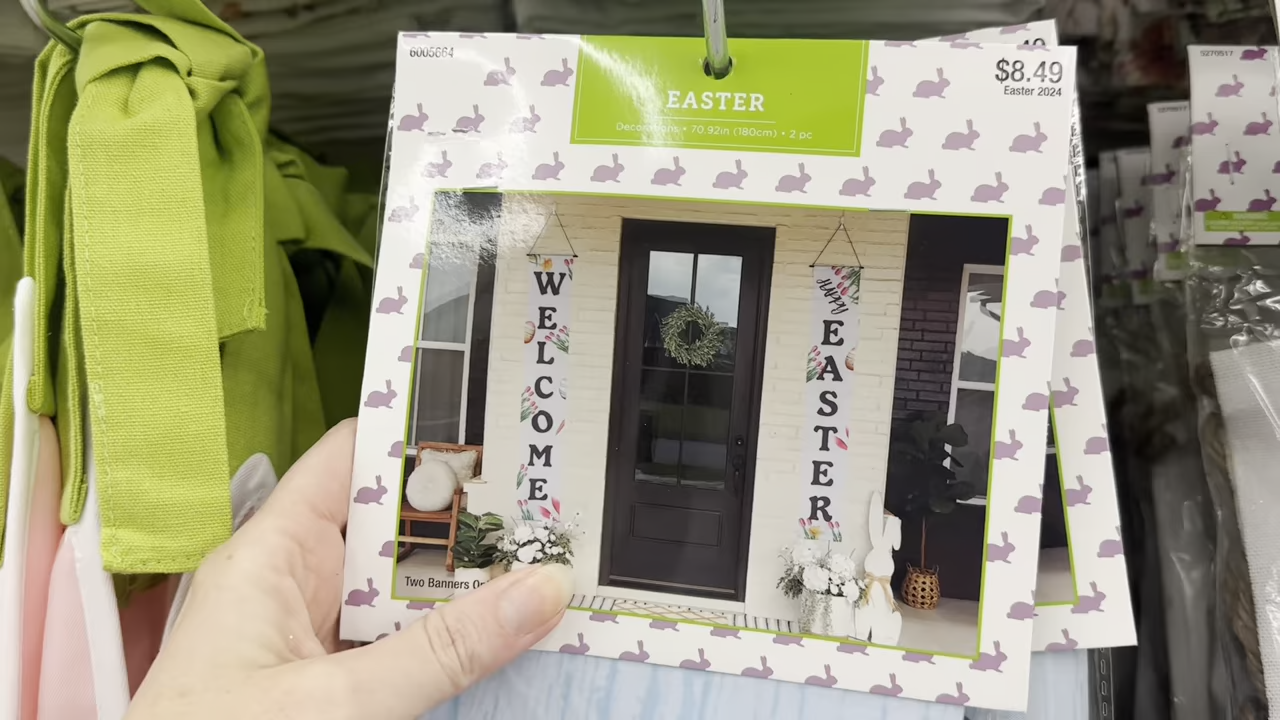 6005664
EASTER
Decorations • 70.92in (180cm) • 2 pc
$8.49
Easter 2024
WELCOME
HAPPY
EASTER
Two Banners